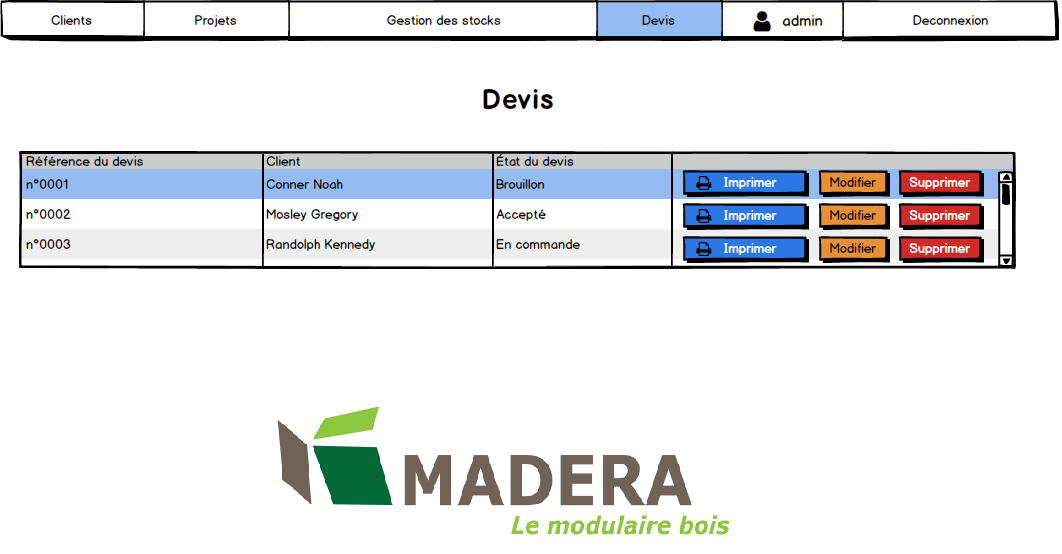 Clients Projets Gestion des stocks Devis admin Deconnexion
Devis
Référence du devis Client État du devis
n°0001 Conner Noah Brouillon Imprimer Modifier Supprimer
n°0002 Mosley Gregory Accepté Imprimer Modifier Supprimer
n°0003 Randolph Kennedy En commande Imprimer Modifier Supprimer
MADERA
Le modulaire bois